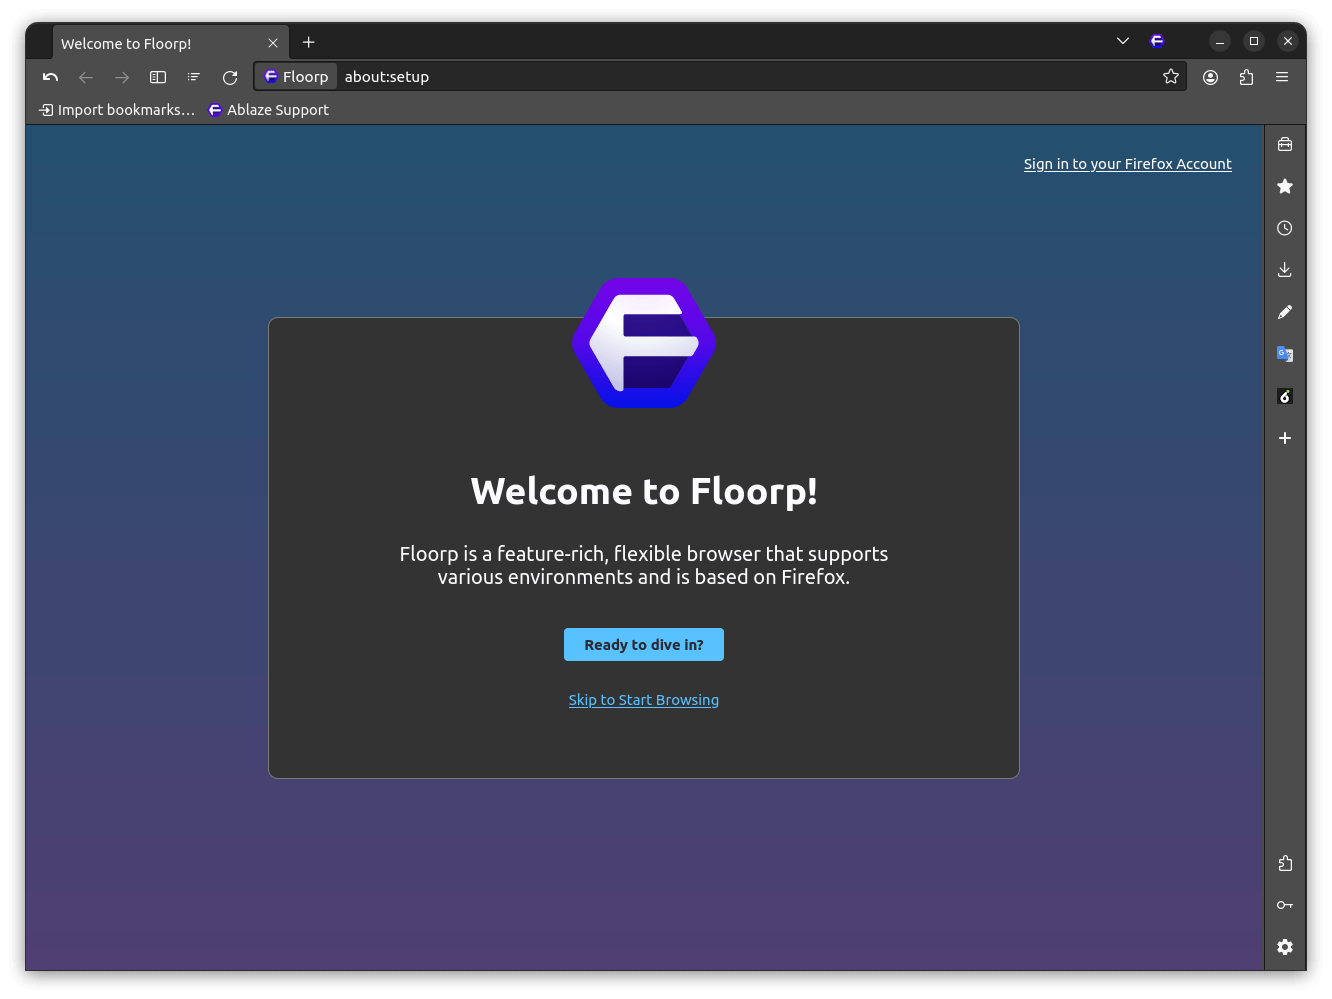 Welcome to Floorp!
Floorp about:setup
Import bookmarks... Ablaze Support
Sign in to your Firefox Account
Welcome to Floorp!
Floorp is a feature-rich, flexible browser that supports
various environments and is based on Firefox.
Ready to dive in?
Skip to Start Browsing